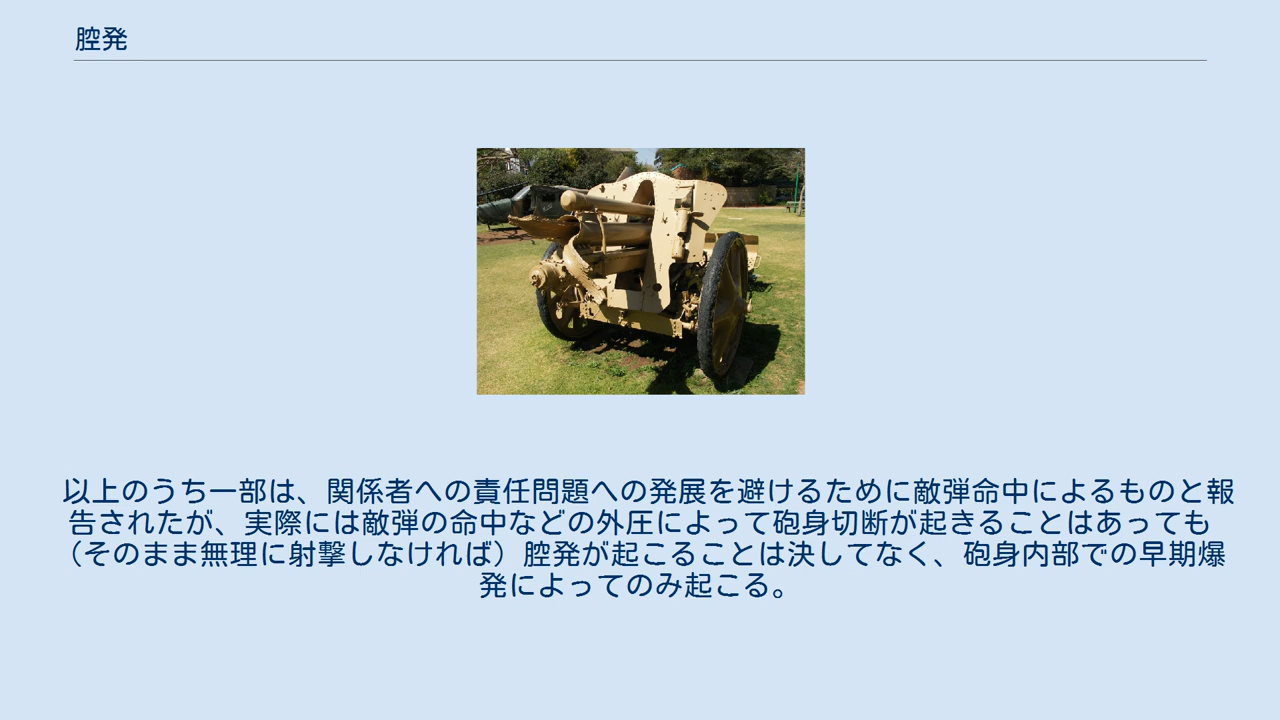 腔発
以上のうち一部は、関係者への責任問題への発展を避けるために敵弾命中によるものと報
告されたが、実際には敵弾の命中などの外圧によって砲身切断が起きることはあっても
（そのまま無理に射撃しなければ）腔発が起こることは決してなく、砲身内部での早期爆
発によってのみ起こる。